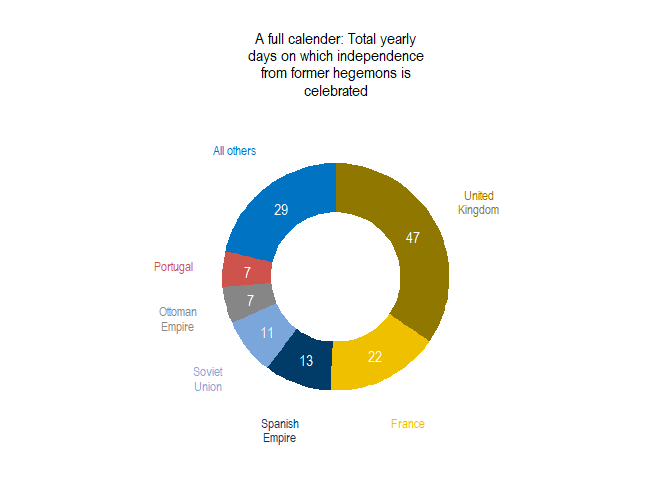 A full calender: Total yearly
days on which independence
from former hegemons is
celebrated
All others
United
Kingdom
29
47
Portugal
7
7
Ottoman
Empire
11
Soviet
Union
13
22
Spanish
Empire
France